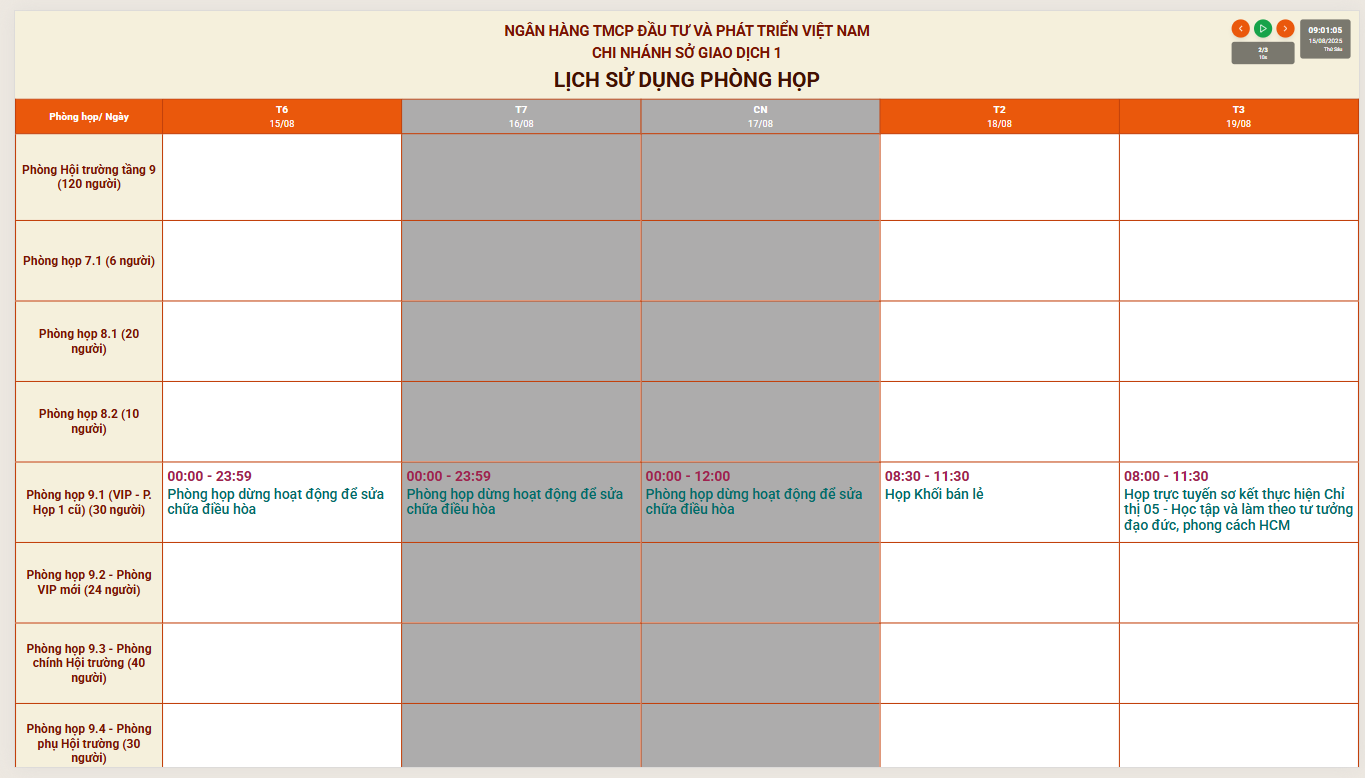 NGÂN HÀNG TMCP ĐẦU TƯ VÀ PHÁT TRIỂN VIỆT NAM
CHI NHÁNH SỞ GIAO DỊCH 1
LỊCH SỬ DỤNG PHÒNG HỌP
2/3
10s
09:01:05
15/08/2025
Thứ Sáu
Phòng họp/ Ngày
T6
15/08
T7
16/08
CN
17/08
T2
18/08
T3
19/08
Phòng Hội trường tầng 9
(120 người)
Phòng họp 7.1 (6 người)
Phòng họp 8.1 (20
người)
Phòng họp 8.2 (10
người)
Phòng họp 9.1 (VIP - P.
Họp 1 cũ) (30 người)
00:00 - 23:59
Phòng họp dừng hoạt động để sửa
chữa điều hòa
00:00 - 23:59
Phòng họp dừng hoạt động để sửa
chữa điều hòa
00:00 - 12:00
Phòng họp dừng hoạt động để sửa
chữa điều hòa
08:30 - 11:30
Họp Khối bán lẻ
08:00 - 11:30
Họp trực tuyến sơ kết thực hiện Chỉ
thị 05 - Học tập và làm theo tư tưởng
đạo đức, phong cách HCM
Phòng họp 9.2 - Phòng
VIP mới (24 người)
Phòng họp 9.3 - Phòng
chính Hội trường (40
người)
Phòng họp 9.4 - Phòng
phụ Hội trường (30
người)